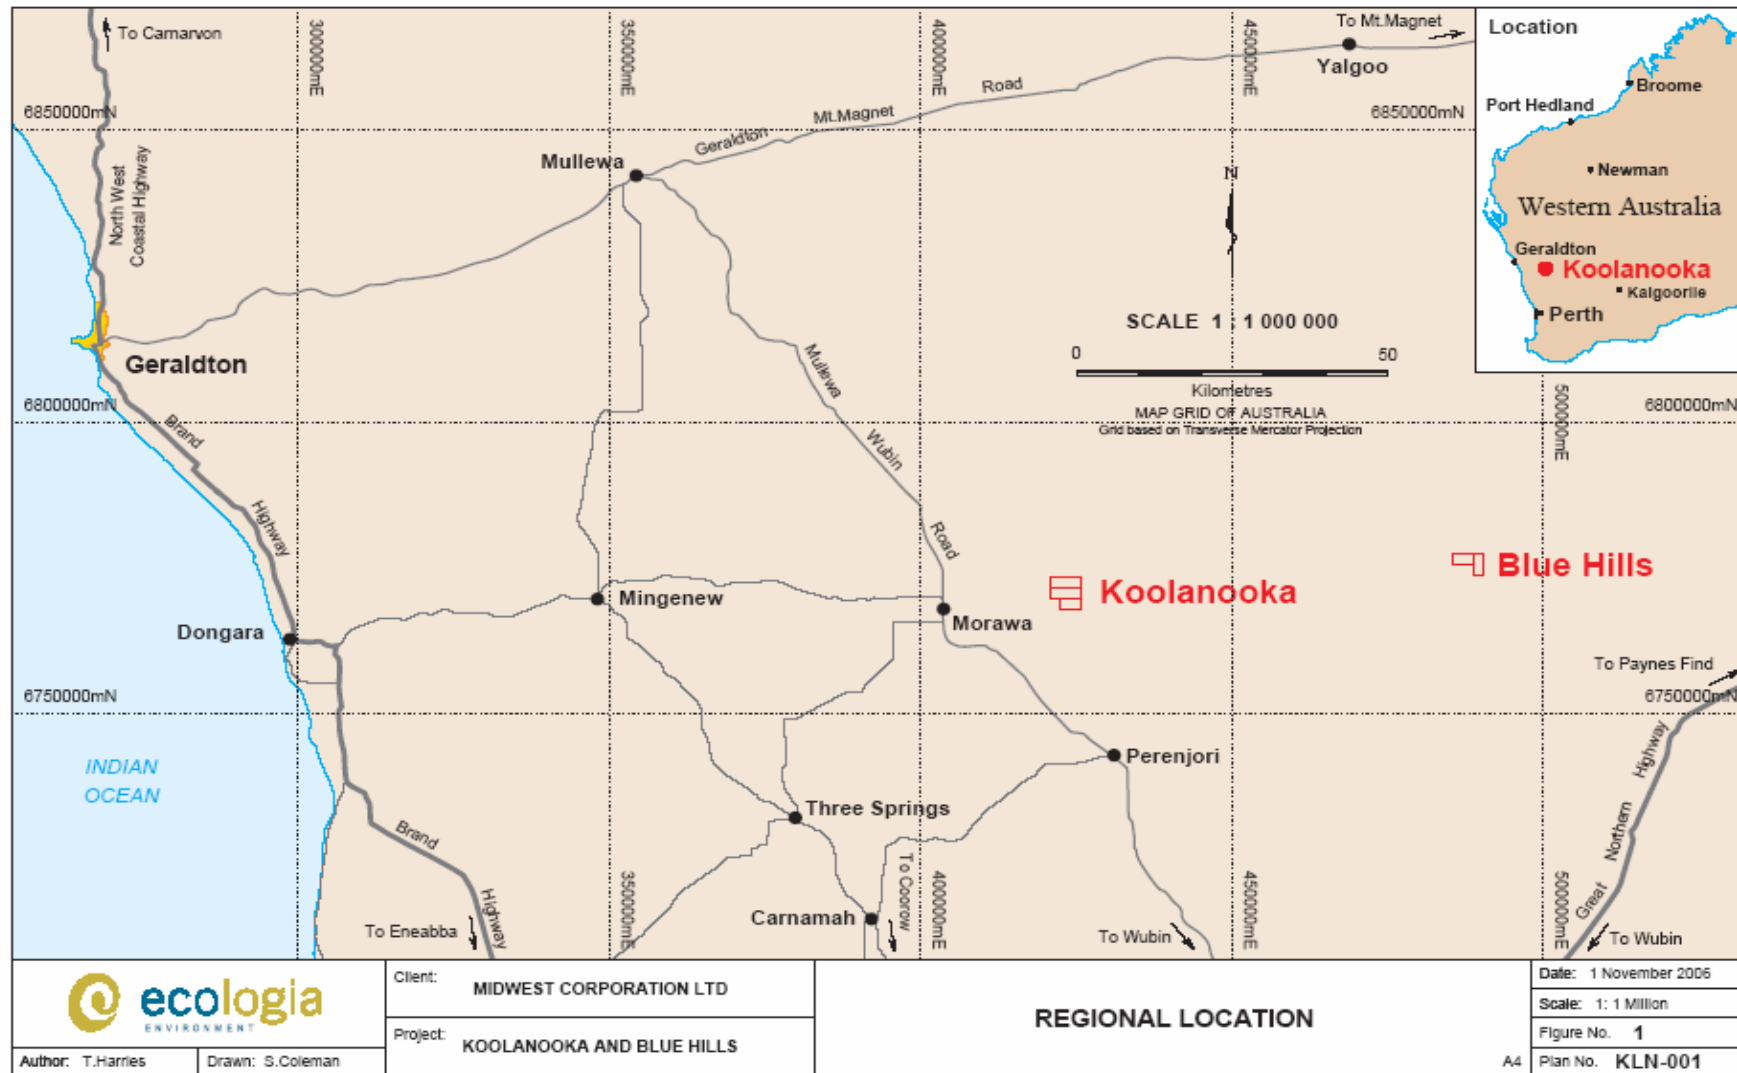 To Carnarvon
300000mE
350000mE
400000mE
450000mE
To Mt.Magnet
Yalgoo
Location
Broome
Port Hedland
Newman
Western Australia
Geraldton
Koolanooka
Kalgoorlie
Perth
6850000mN
6850000mN
North West
Coastal Highway
Mullewa
Geraldton
Mt.Magnet
Road
N
SCALE 1 : 1 000 000
0
50
Kilometres
MAP GRID OF AUSTRALIA
Grid based on Transverse Mercator Projection
Geraldton
6800000mN
500000mE
6800000mN
Brand
Highway
Mullewa
Wubin
Road
Koolanooka
Blue Hills
Mingenew
Morawa
Dongara
To Paynes Find
6750000mN
6750000mN
INDIAN
OCEAN
Perenjori
Three Springs
Highway
Northern
Great
Brand
Highway
To Eneabba
350000mE
Carnamah
To Coorow
400000mE
To Wubin
450000mE
500000mE
To Wubin
ecologia
ENVIRONMENT
Author: T.Harries
Drawn: S.Coleman
Client:
MIDWEST CORPORATION LTD
Project:
KOOLANOOKA AND BLUE HILLS
REGIONAL LOCATION
A4
Date: 1 November 2006
Scale: 1: 1 Million
Figure No. 1
Plan No. KLN-001